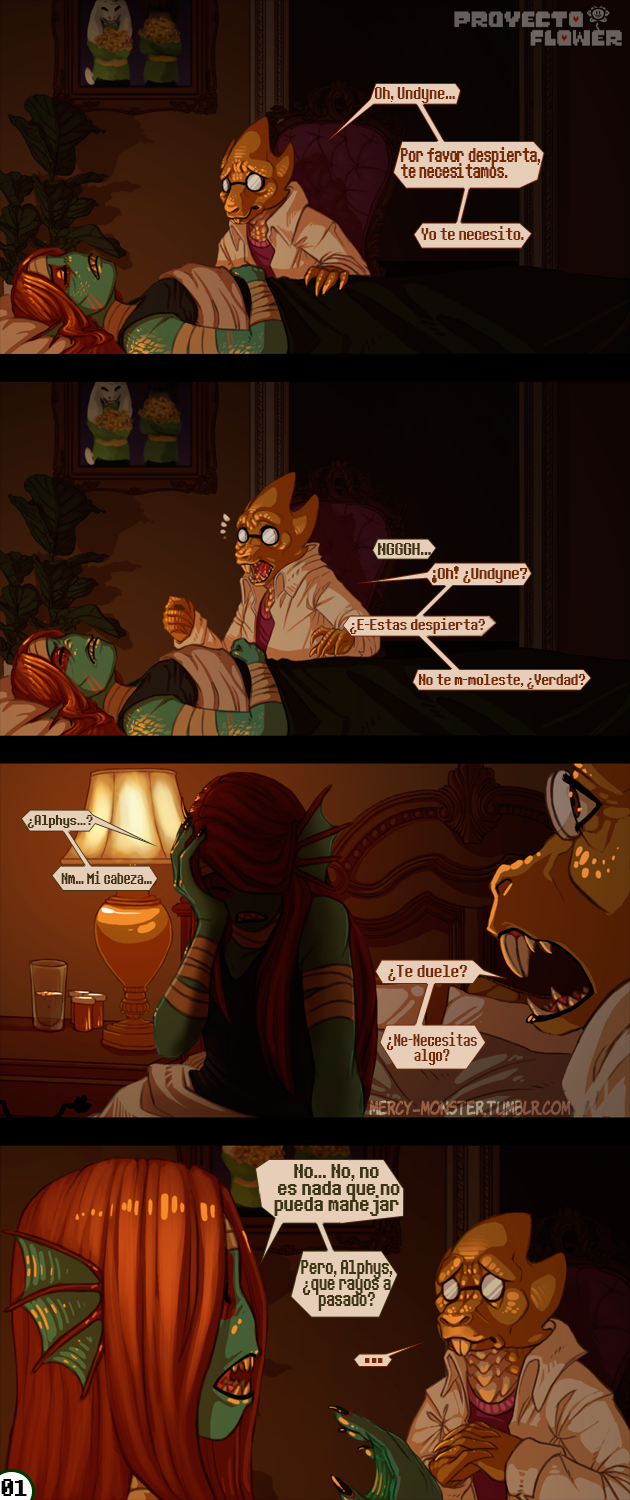 PROYECTO
FLOWER
Oh, Undyne...
Por favor despierta,
te necesitamos.
Yo te necesito.
NGGGH...
¡Oh! ¿Undyne?
¿E-Estas despierta?
No te m-moleste, ¿Verdad?
¿Alphys...?
Nm... Mi cabeza...
¿Te duele?
¿Ne-Necesitas
algo?
MERCY-MONSTER.TUMBLR.COM
No... No, no
es nada que no
pueda manejar
Pero, Alphys,
¿que rayos a
pasado?
...
01